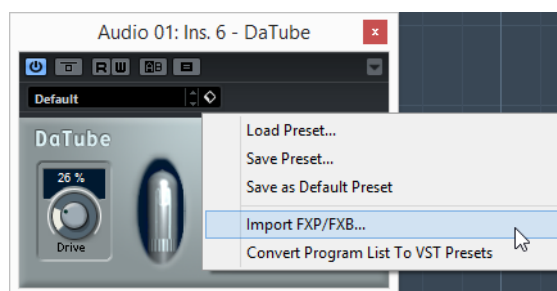 Audio 01: Ins. 6 - DaTube
x
R W AB
Default
DaTube
26 %
Drive
Load Preset...
Save Preset...
Save as Default Preset
Import FXP/FXB...
Convert Program List To VST Presets